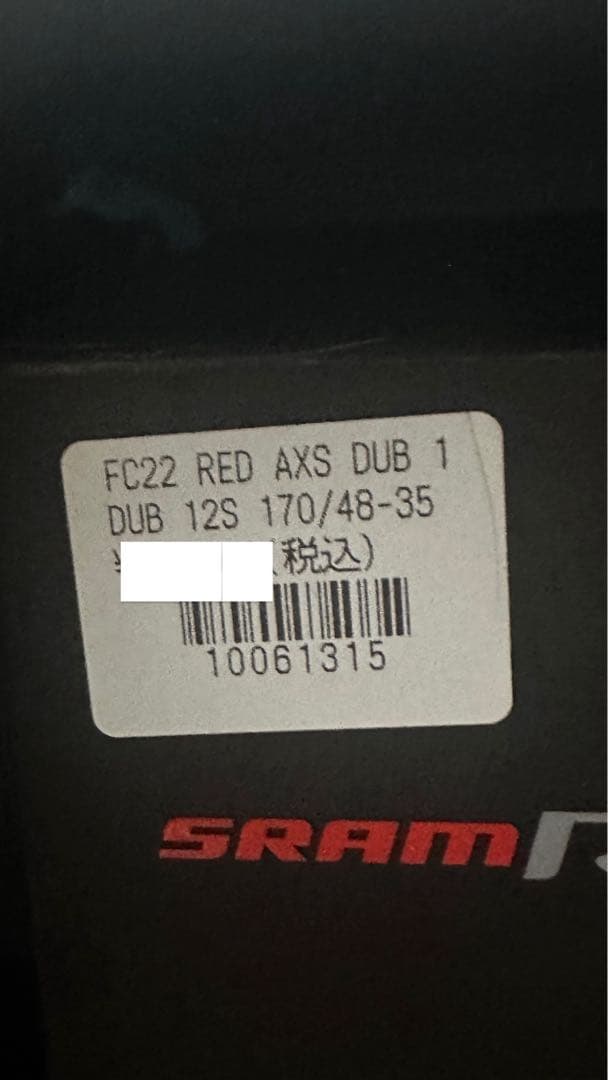 FC22 RED AXS DUB 1
DUB 12S 170/48-35
(税込)
10061315
SRAM